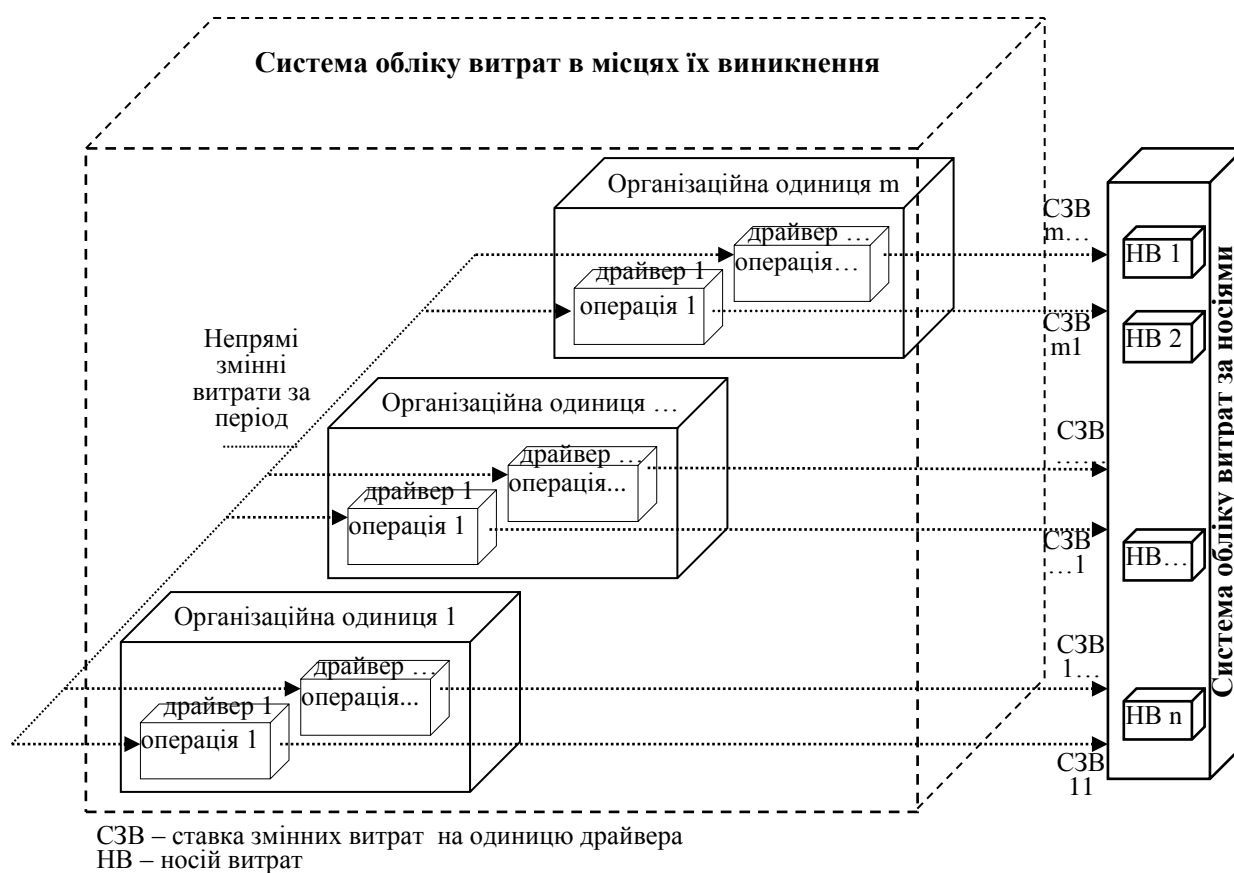 Система обліку витрат в місцях їх виникнення
Організаційна одиниця m
драйвер …
операція…
драйвер 1
операція 1
СЗВ
m…
СЗВ
m1
НВ 1
НВ 2
Непрямі
змінні
витрати за
період
Організаційна одиниця …
драйвер …
операція...
драйвер 1
операція 1
СЗВ
……
СЗВ
…1
НВ…
Організаційна одиниця 1
драйвер …
операція...
драйвер 1
операція 1
СЗВ
1…
СЗВ
11
НВ n
Система обліку витрат за носіями
СЗВ – ставка змінних витрат на одиницю драйвера
НВ – носій витрат